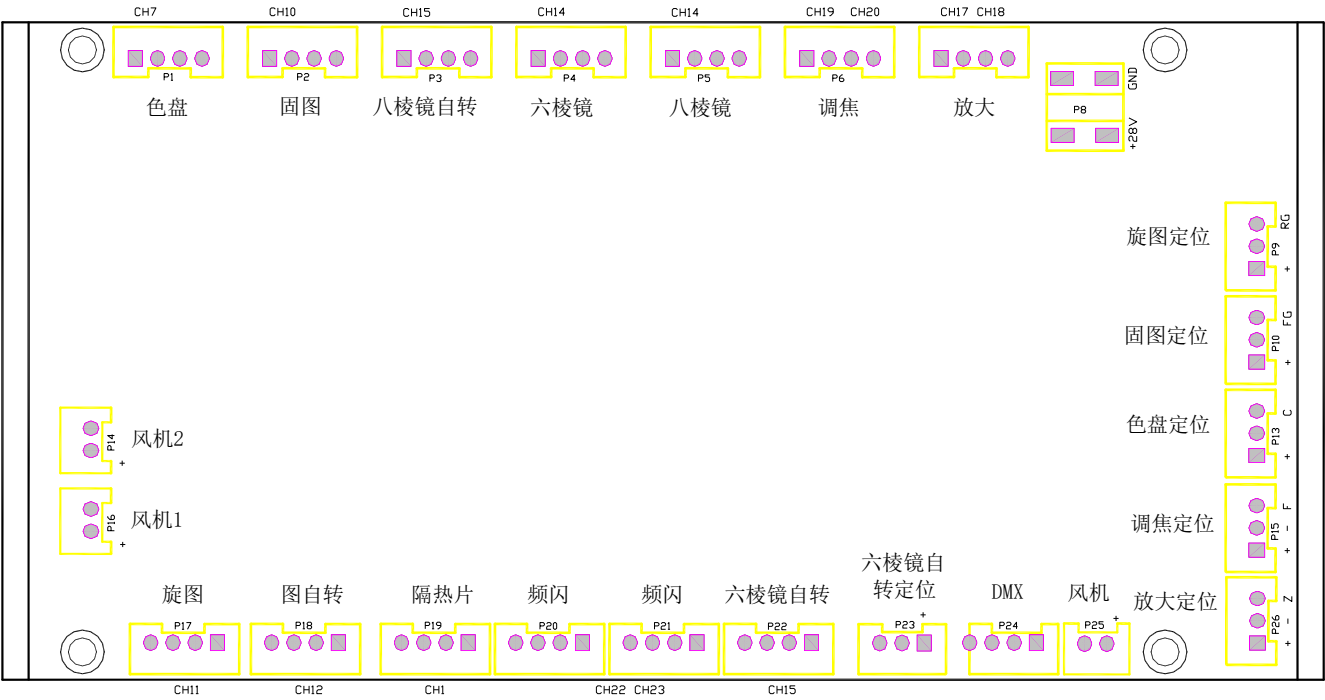 CH7 CH10 CH15 CH14 CH14 CH19 CH20 CH17 CH18
P1 P2 P3 P4 P5 P6
色盘 固图 八棱镜自转 六棱镜 八棱镜 调焦 放大
GND
P8
+28V
旋图定位 P9 RG +
固图定位 P10 FG +
色盘定位 P13 C +
风机2 P14 +
调焦定位 P15 F - +
风机1 P16 +
六棱镜自
转定位 +
旋图 图自转 隔热片 频闪 频闪 六棱镜自转 DMX 风机 +
放大定位 P26 Z - +
P17 P18 P19 P20 P21 P22 P23 P24 P25
CH11 CH12 CH1 CH22 CH23 CH15